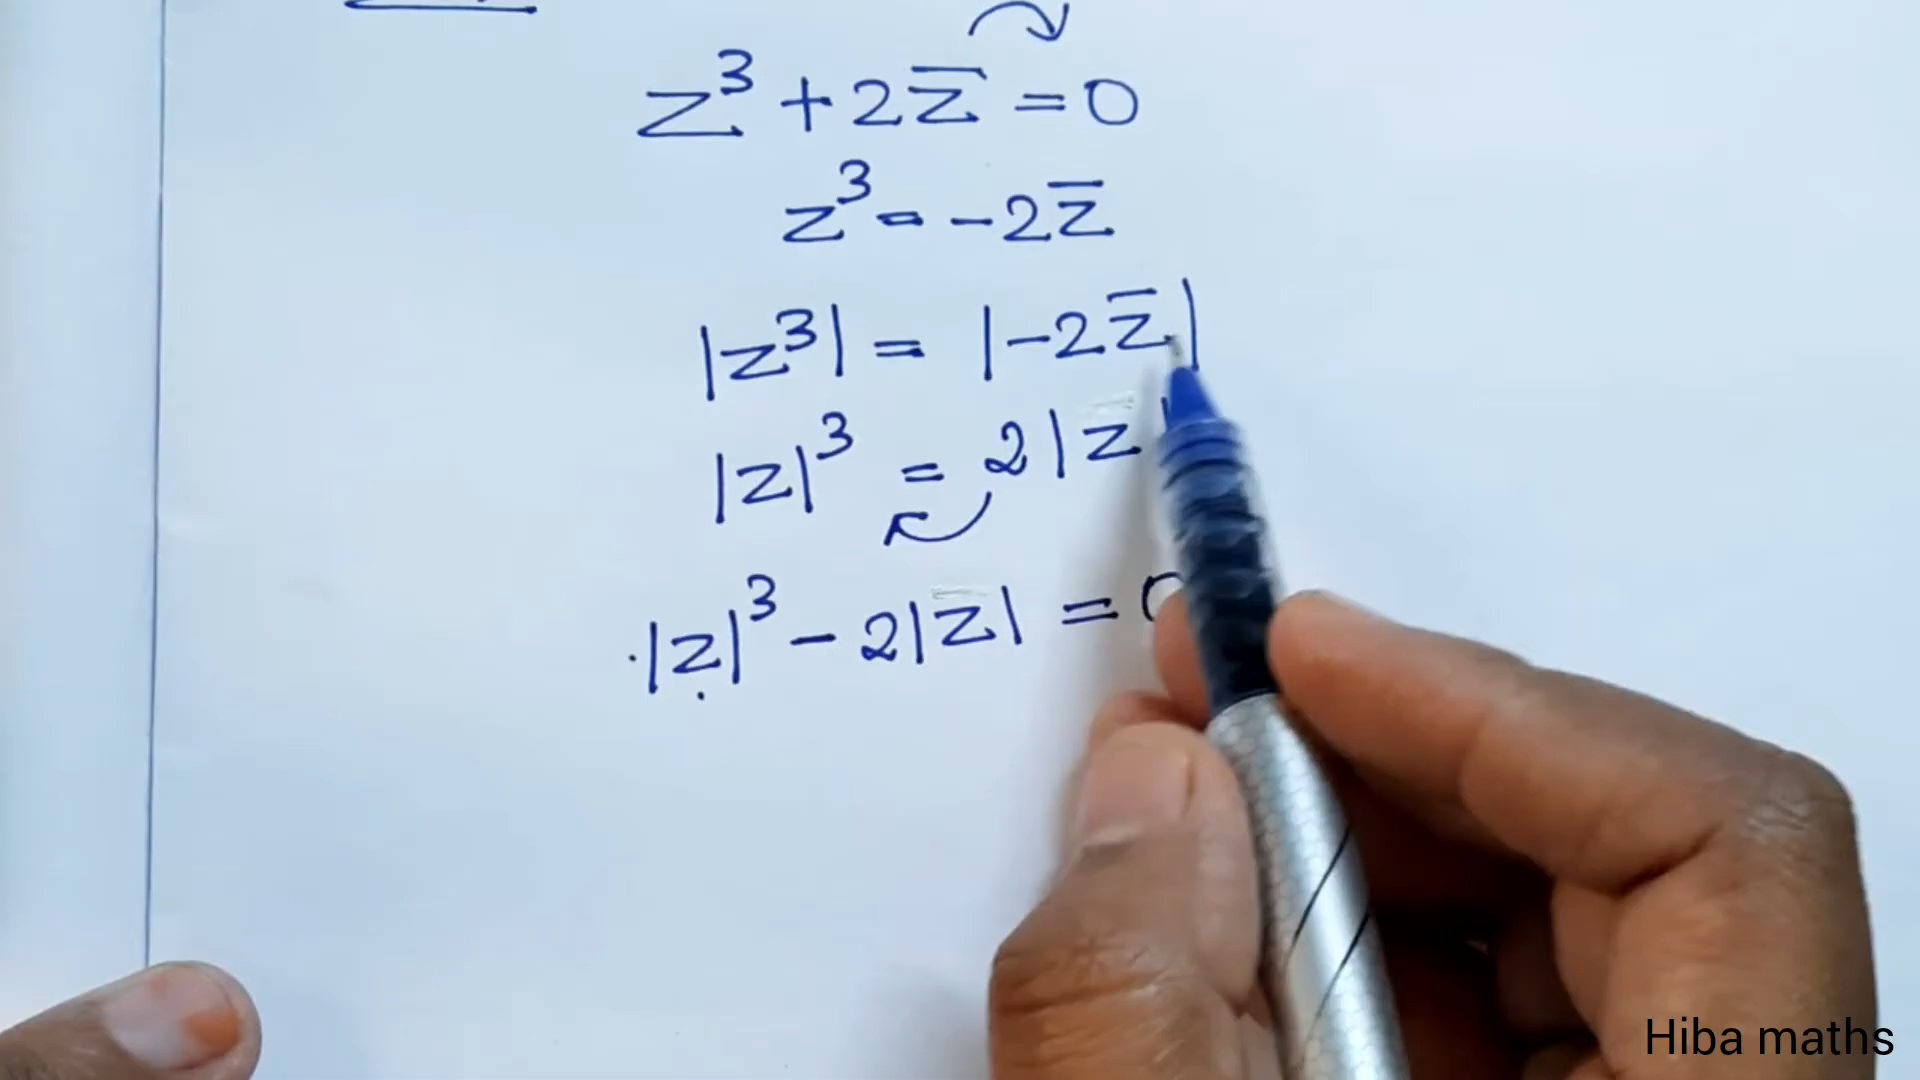 z³ + 2z̅ = 0
z³ = -2z̅
|z³| = |-2z̅|
|z|³ = 2|z
|z|³ - 2|z| = 0
Hiba maths